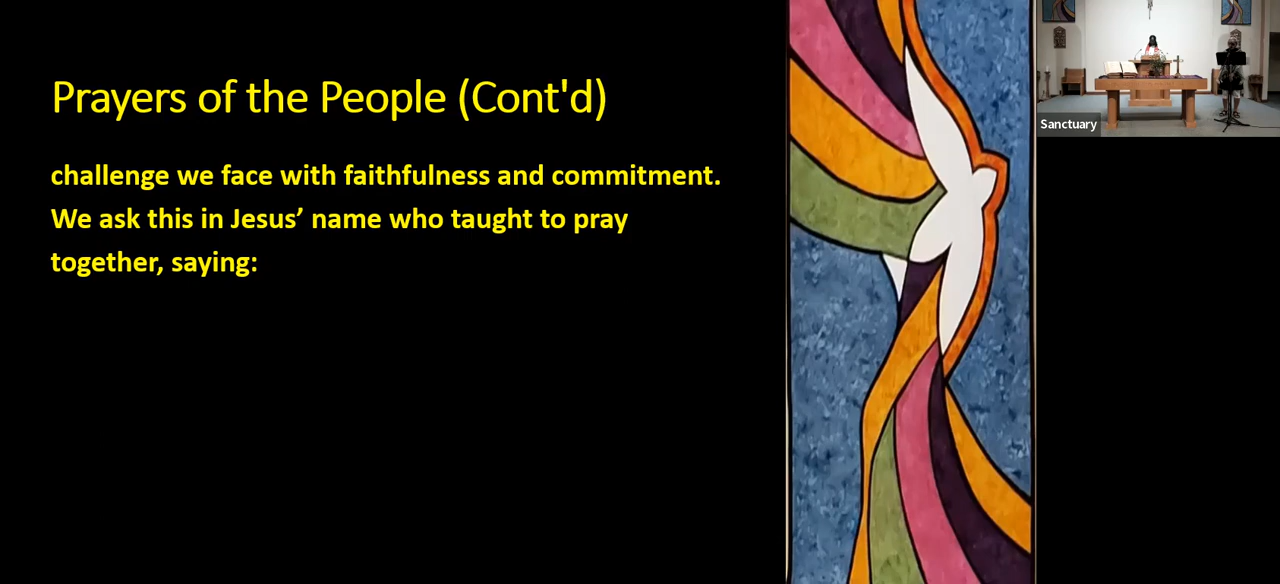 Prayers of the People (Cont'd)
challenge we face with faithfulness and commitment.
We ask this in Jesus’ name who taught to pray
together, saying:
Sanctuary